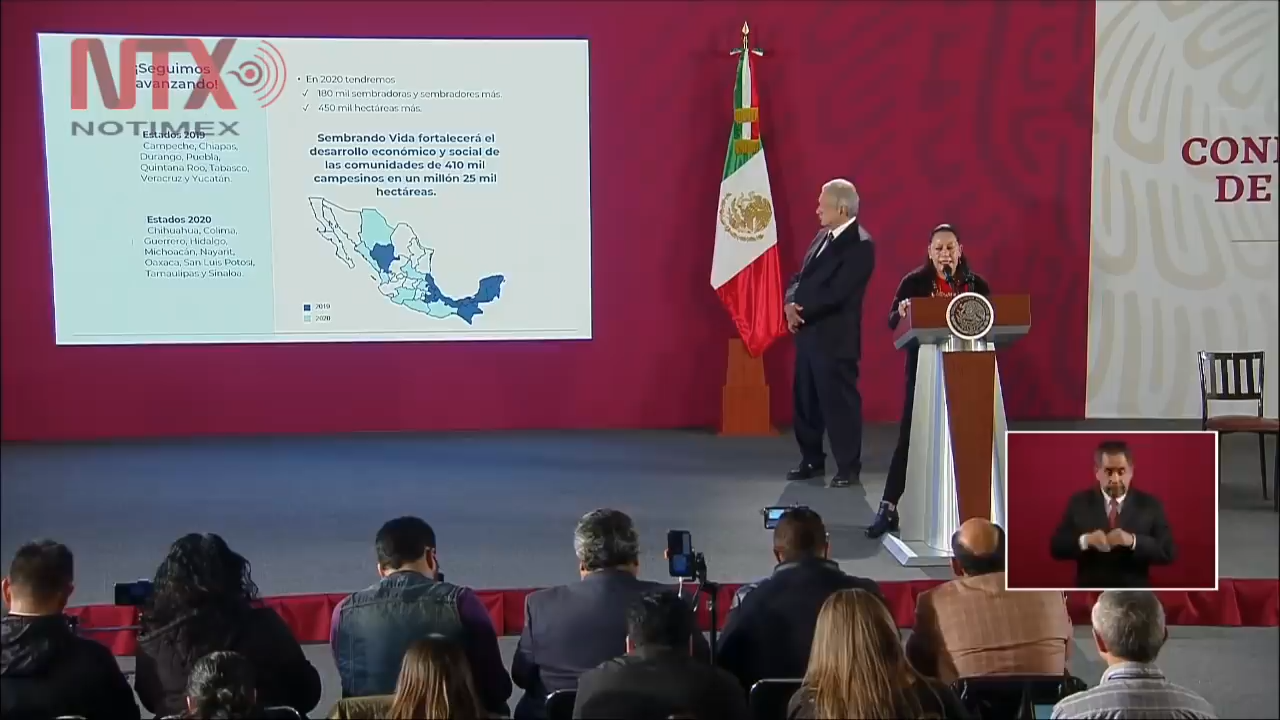 NTX
NOTIMEX
¡Seguimos
avanzando!
Estados 2019
Campeche, Chiapas,
Durango, Puebla,
Quintana Roo, Tabasco,
Veracruz y Yucatán.
Estados 2020
Chihuahua, Colima,
Guerrero, Hidalgo,
Michoacán, Nayarit,
Oaxaca, San Luis Potosí,
Tamaulipas y Sinaloa.
• En 2020 tendremos
✓ 180 mil sembradoras y sembradores más.
✓ 450 mil hectáreas más.
Sembrando Vida fortalecerá el
desarrollo económico y social de
las comunidades de 410 mil
campesinos en un millón 25 mil
hectáreas.
2019
2020
CON
DE